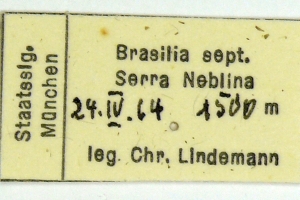 Staatsslg.
München
Brasilia sept.
Serra Neblina
24.IV.64 1500 m
leg. Chr. Lindemann